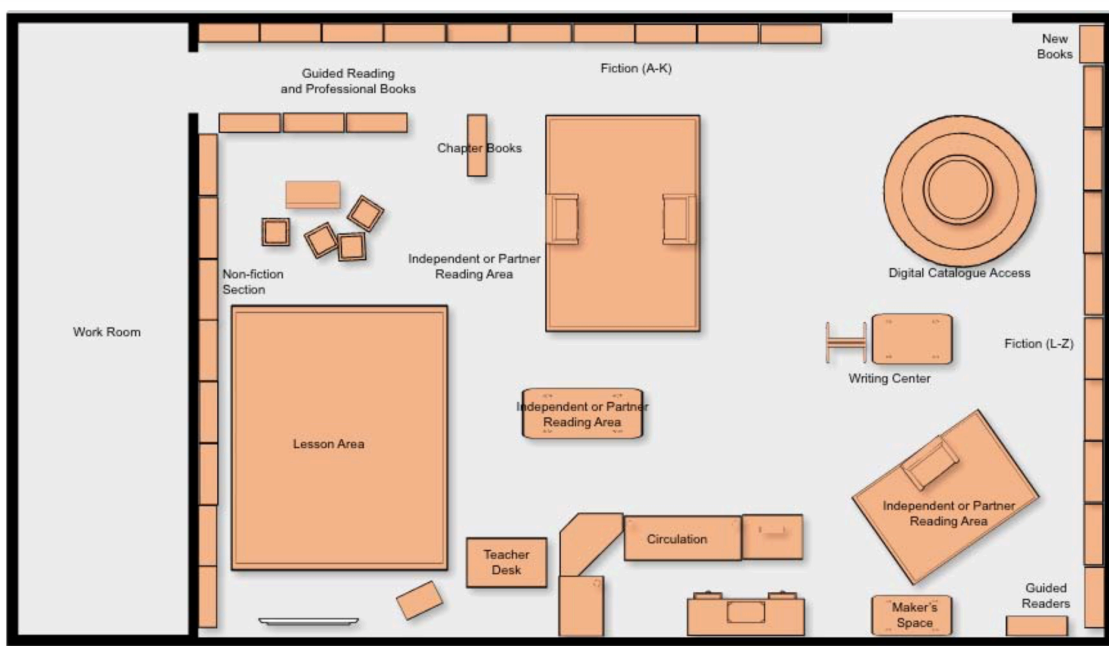 New
Books
Fiction (A-K)
Guided Reading
and Professional Books
Chapter Books
Independent or Partner
Reading Area
Non-fiction
Section
Digital Catalogue Access
Work Room
Fiction (L-Z)
Writing Center
Independent or Partner
Reading Area
Lesson Area
Independent or Partner
Reading Area
Circulation
Teacher
Desk
Guided
Readers
Maker's
Space